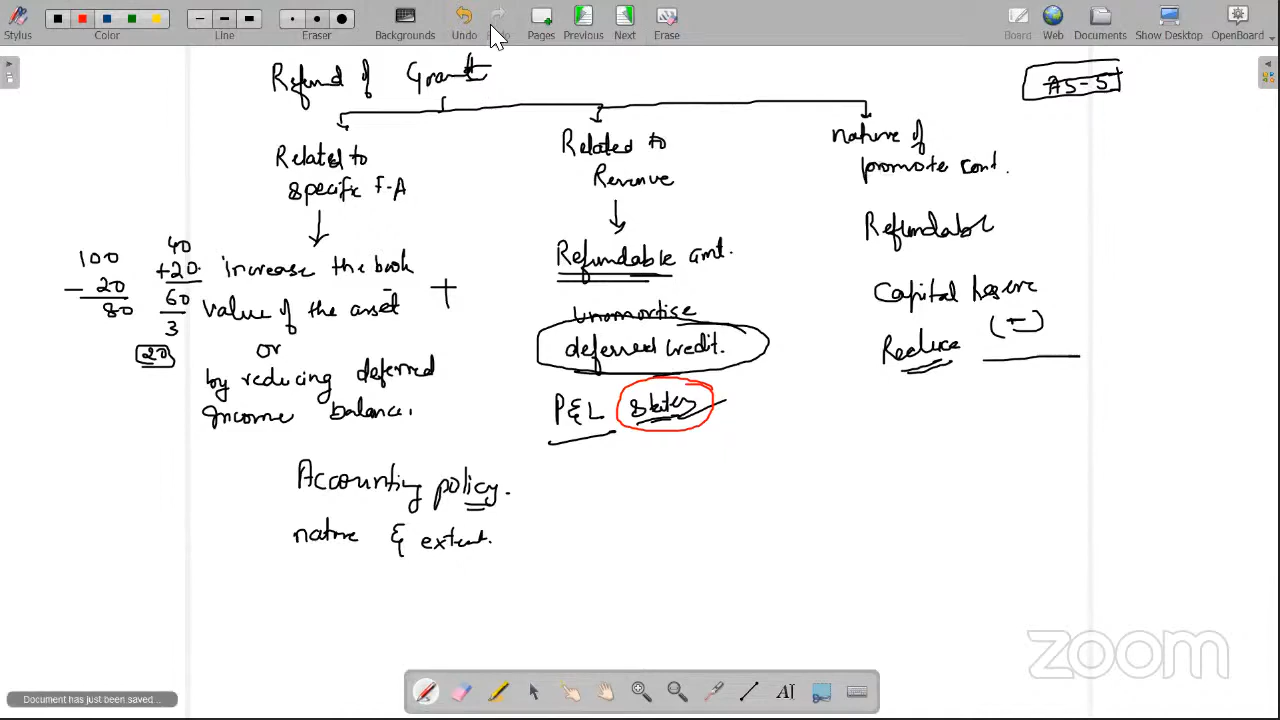 Stylus
Color
Line
Eraser
Backgrounds
Undo
Pages
Previous
Next
Erase
Board
Web
Documents
Show Desktop
OpenBoard
Refund of Grant
AS-5
Related to
specific F.A
Related to
Revenue
nature of
promote cont.
100
- 20
80
40
+20.
60
3
20
increase the book
value of the asset
or
by reducing deferred
Income balance.
+
Refundable amt.
Unamortise
deferred credit.
P&L
Refundable
Capital Reserve
(-)
Reduce
Accounting policy.
nature & extent.
zoom
Document has just been saved...